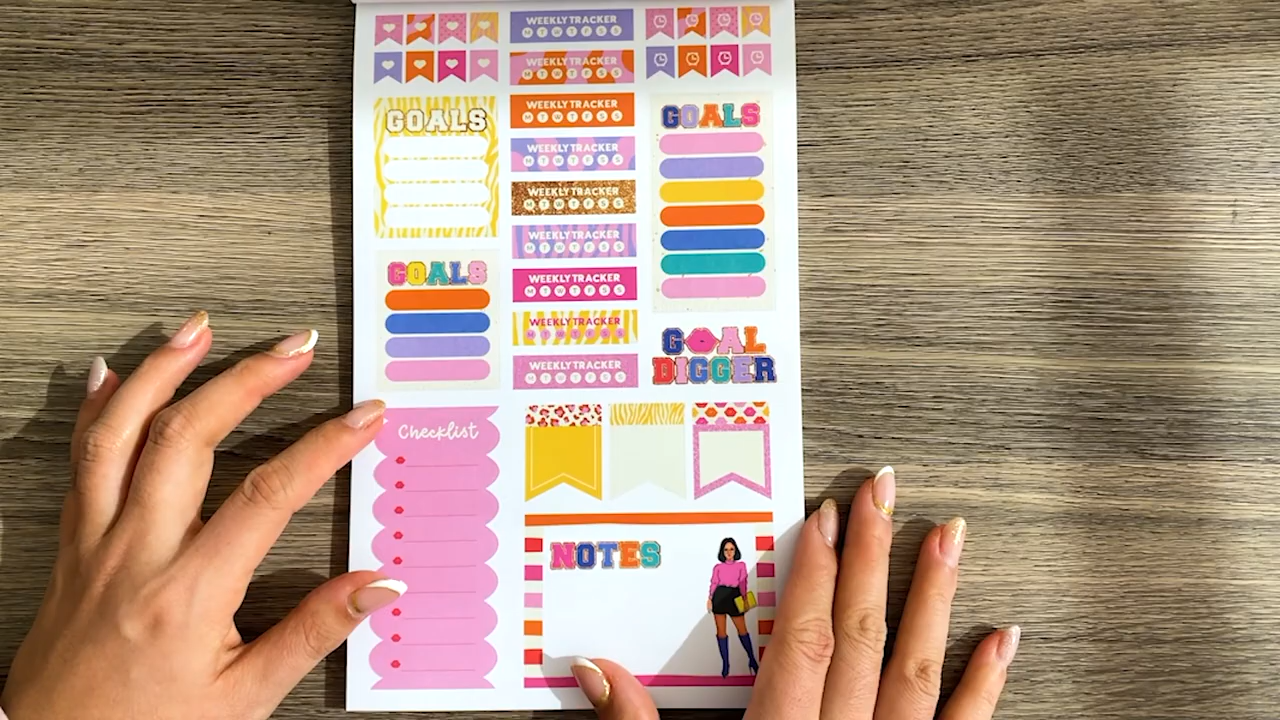 WEEKLY TRACKER
M T W T F S S
WEEKLY TRACKER
M T W T F S S
WEEKLY TRACKER
M T W T F S S
WEEKLY TRACKER
M T W T F S S
WEEKLY TRACKER
M T W T F S S
WEEKLY TRACKER
M T W T F S S
WEEKLY TRACKER
M T W T F S S
WEEKLY TRACKER
M T W T F S S
WEEKLY TRACKER
M T W T F S S
GOALS
GOALS
GOALS
GOAL
DIGGER
Checklist
NOTES